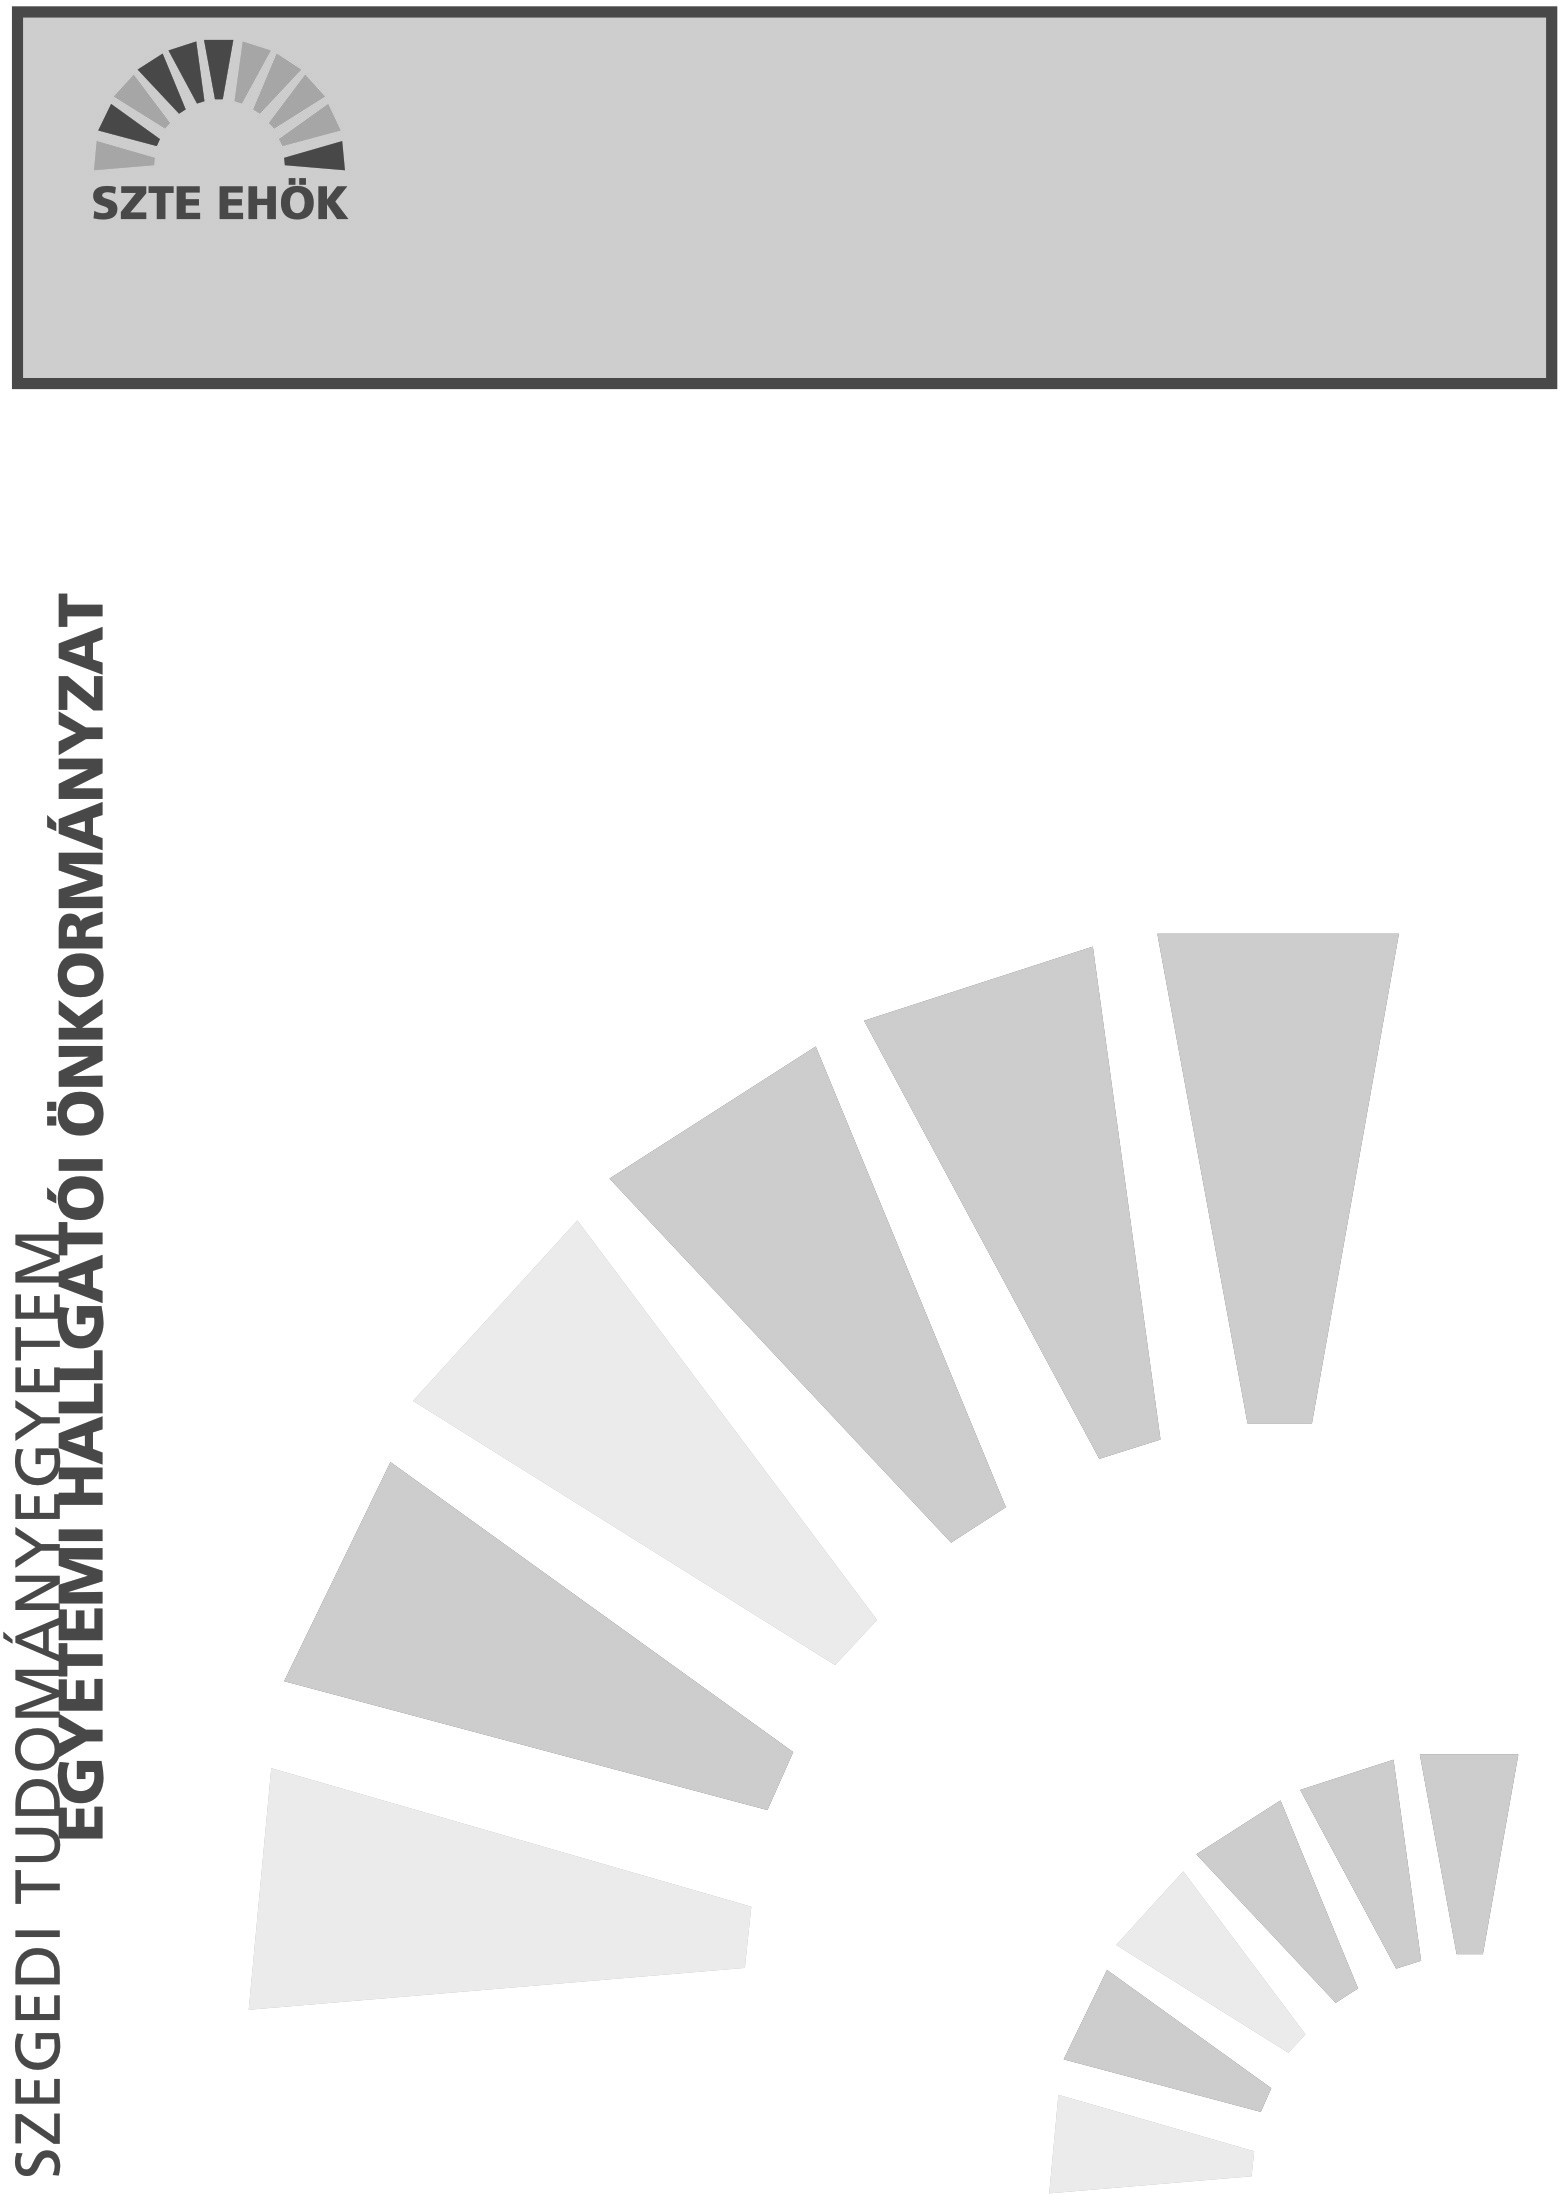 SZTE EHÖK
SZEGEDI TUDOMÁNYEGYETEM
EGYETEMI HALLGATÓI ÖNKORMÁNYZAT